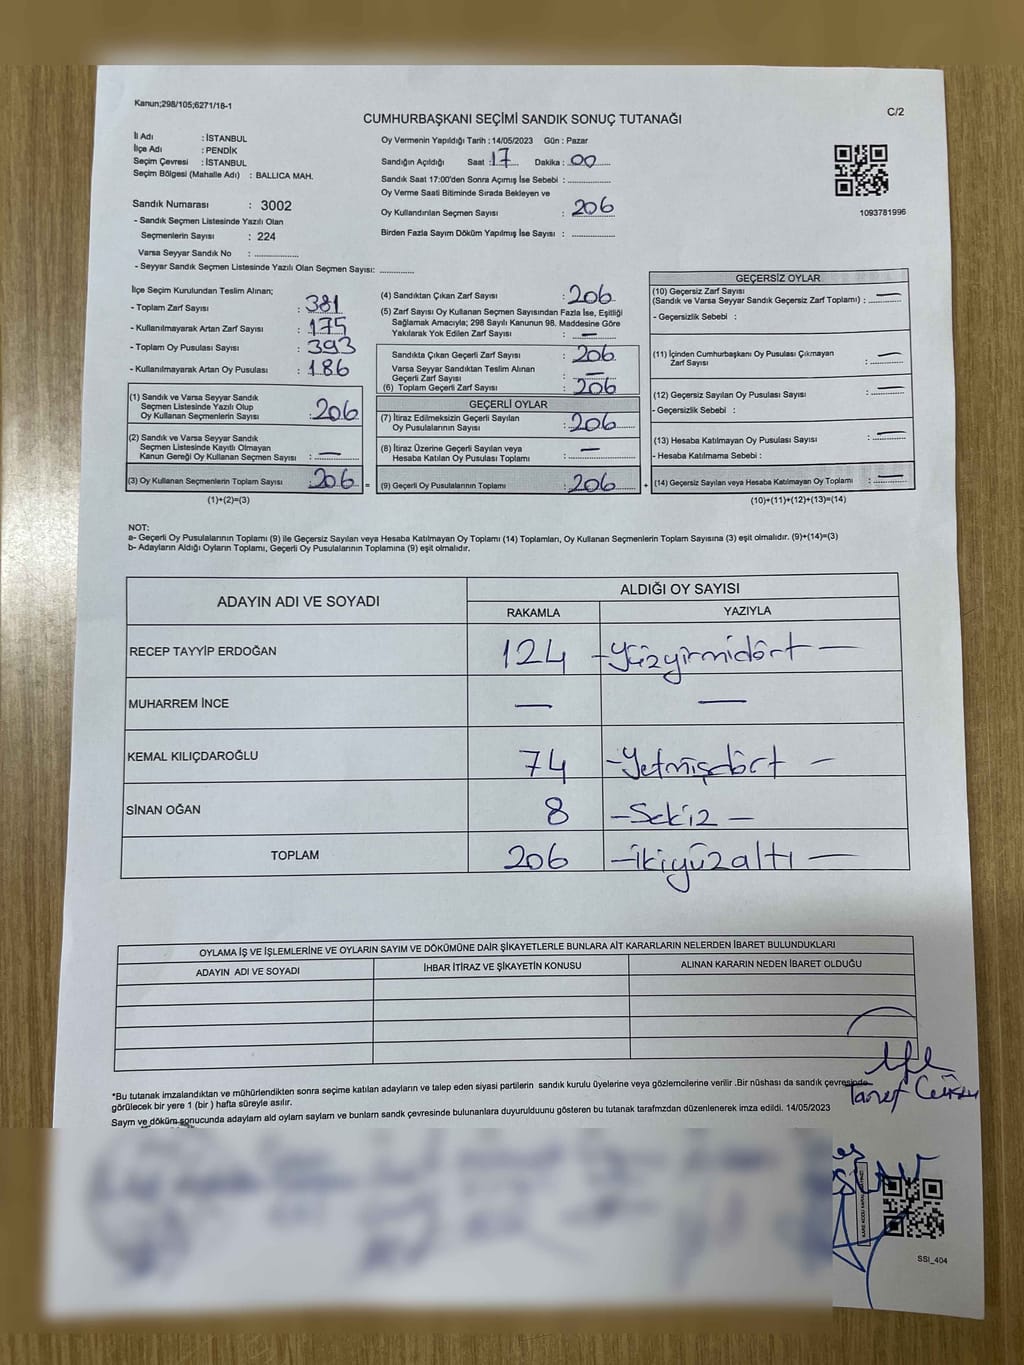 Kanun;298/105;6271/16-1
C/2
CUMHURBAŞKANI SEÇİMİ SANDIK SONUÇ TUTANAĞI
İl Adı : İSTANBUL
İlçe Adı : PENDİK
Seçim Çevresi : İSTANBUL
Seçim Bölgesi (Mahalle Adı) : BALLICA MAH.
Sandık Numarası : 3002
- Sandık Seçmen Listesinde Yazılı Olan
Seçmenlerin Sayısı : 224
Varsa Seyyar Sandık No : ..............
- Seyyar Sandık Seçmen Listesinde Yazılı Olan Seçmen Sayısı: ............
Oy Vermenin Yapıldığı Tarih : 14/05/2023 Gün : Pazar
Sandığın Açıldığı Saat : 17 Dakika : 00
Sandık Saat 17:00'den Sonra Açımış İse Sebebi : ..............
Oy Verme Saati Bitiminde Sırada Bekleyen ve
Oy Kullandırılan Seçmen Sayısı : 206
Birden Fazla Sayım Döküm Yapılmış İse Sayısı : ..............
1093781996
İlçe Seçim Kurulundan Teslim Alınan;
- Toplam Zarf Sayısı : 381
- Kullanılmayarak Artan Zarf Sayısı : 175
- Toplam Oy Pusulası Sayısı : 393
- Kullanılmayarak Artan Oy Pusulası : 186
(1) Sandık ve Varsa Seyyar Sandık
Seçmen Listesinde Yazılı Olup
Oy Kullanan Seçmenlerin Sayısı : 206
(2) Sandık ve Varsa Seyyar Sandık
Seçmen Listesinde Kayıtlı Olmayan
Kanun Gereği Oy Kullanan Seçmen Sayısı : —
(3) Oy Kullanan Seçmenlerin Toplam Sayısı : 206 =
(1)+(2)=(3)
(4) Sandıktan Çıkan Zarf Sayısı : 206
(5) Zarf Sayısı Oy Kullanan Seçmen Sayısından Fazla İse, Eşitliği
Sağlamak Amacıyla; 298 Sayılı Kanunun 98. Maddesine Göre
Yakılarak Yok Edilen Zarf Sayısı : —
Sandıkta Çıkan Geçerli Zarf Sayısı : 206
Varsa Seyyar Sandıktan Teslim Alınan
Geçerli Zarf Sayısı : —
(6) Toplam Geçerli Zarf Sayısı : 206
GEÇERLİ OYLAR
(7) İtiraz Edilmeksizin Geçerli Sayılan
Oy Pusulalarının Sayısı : 206
(8) İtiraz Üzerine Geçerli Sayılan veya
Hesaba Katılan Oy Pusulası Toplamı : —
(9) Geçerli Oy Pusulalarının Toplamı : 206 +
GEÇERSİZ OYLAR
(10) Geçersiz Zarf Sayısı
(Sandık ve Varsa Seyyar Sandık Geçersiz Zarf Toplamı) : —
- Geçersizlik Sebebi :
(11) İçinden Cumhurbaşkanı Oy Pusulası Çıkmayan
Zarf Sayısı : —
(12) Geçersiz Sayılan Oy Pusulası Sayısı : —
- Geçersizlik Sebebi :
(13) Hesaba Katılmayan Oy Pusulası Sayısı : —
- Hesaba Katılmama Sebebi :
(14) Geçersiz Sayılan veya Hesaba Katılmayan Oy Toplamı : —
(10)+(11)+(12)+(13)=(14)
NOT:
a- Geçerli Oy Pusulalarının Toplamı (9) ile Geçersiz Sayılan veya Hesaba Katılmayan Oy Toplamı (14) Toplamları, Oy Kullanan Seçmenlerin Toplam Sayısına (3) eşit olmalıdır. (9)+(14)=(3)
b- Adayların Aldığı Oyların Toplamı, Geçerli Oy Pusulalarının Toplamına (9) eşit olmalıdır.
ADAYIN ADI VE SOYADI ALDIĞI OY SAYISI
RAKAMLA YAZIYLA
RECEP TAYYİP ERDOĞAN 124 -Yüzyirmidört —
MUHARREM İNCE — —
KEMAL KILIÇDAROĞLU 74 -Yetmişdört —
SİNAN OĞAN 8 -Sekiz —
TOPLAM 206 -ikiyüzaltı —
OYLAMA İŞ VE İŞLEMLERİNE VE OYLARIN SAYIM VE DÖKÜMÜNE DAİR ŞİKAYETLERLE BUNLARA AİT KARARLARIN NELERDEN İBARET BULUNDUKLARI
ADAYIN ADI VE SOYADI İHBAR İTİRAZ VE ŞİKAYETİN KONUSU ALINAN KARARIN NEDEN İBARET OLDUĞU
*Bu tutanak imzalandıktan ve mühürlendikten sonra seçime katılan adayların ve talep eden siyasi partilerin sandık kurulu üyelerine veya gözlemcilerine verilir .Bir nüshası da sandık çevresinde
görülecek bir yere 1 (bir ) hafta süreyle asılır.
Saym ve döküm sonucunda adaylarn ald oylarn saylarn ve bunlarn sandk çevresinde bulunanlara duyurulduunu gösteren bu tutanak tarafmzdan düzenlenerek imza edildi. 14/05/2023
SSI_404